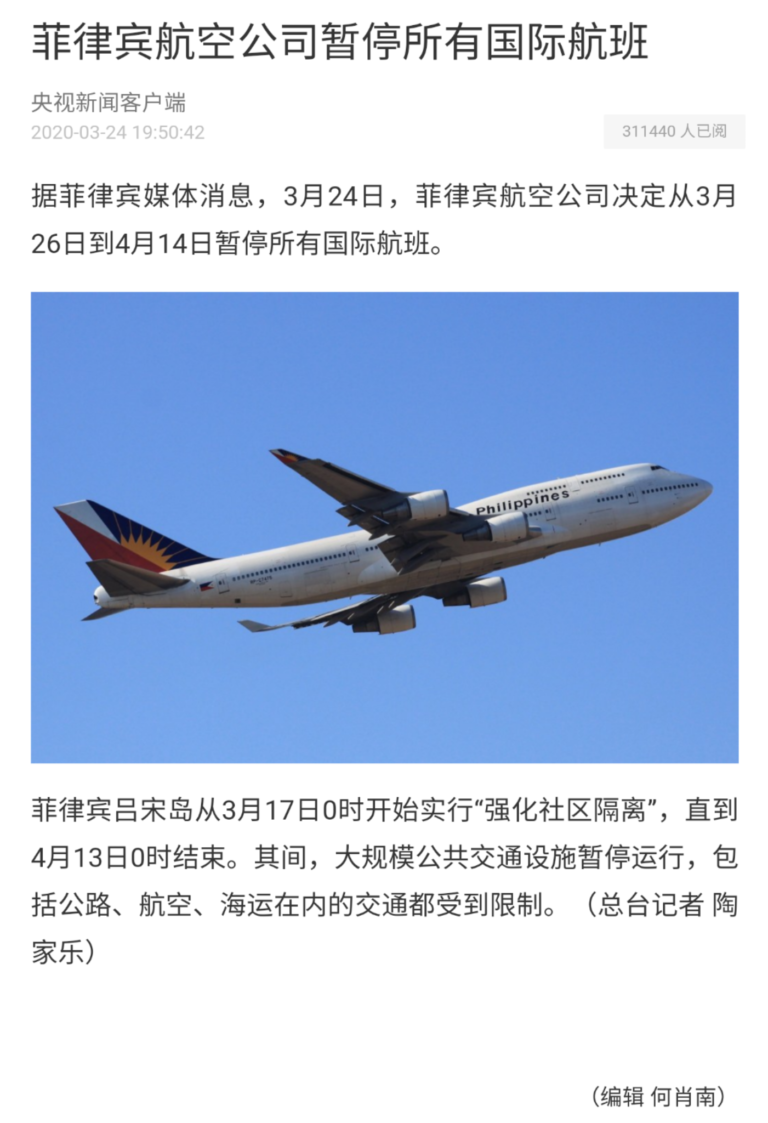 菲律宾航空公司暂停所有国际航班
央视新闻客户端
2020-03-24 19:50:42
311440 人已阅
据菲律宾媒体消息，3月24日，菲律宾航空公司决定从3月
26日到4月14日暂停所有国际航班。
Philippines
菲律宾吕宋岛从3月17日0时开始实行“强化社区隔离”，直到
4月13日0时结束。其间，大规模公共交通设施暂停运行，包
括公路、航空、海运在内的交通都受到限制。（总台记者 陶
家乐）
（编辑 何肖南）